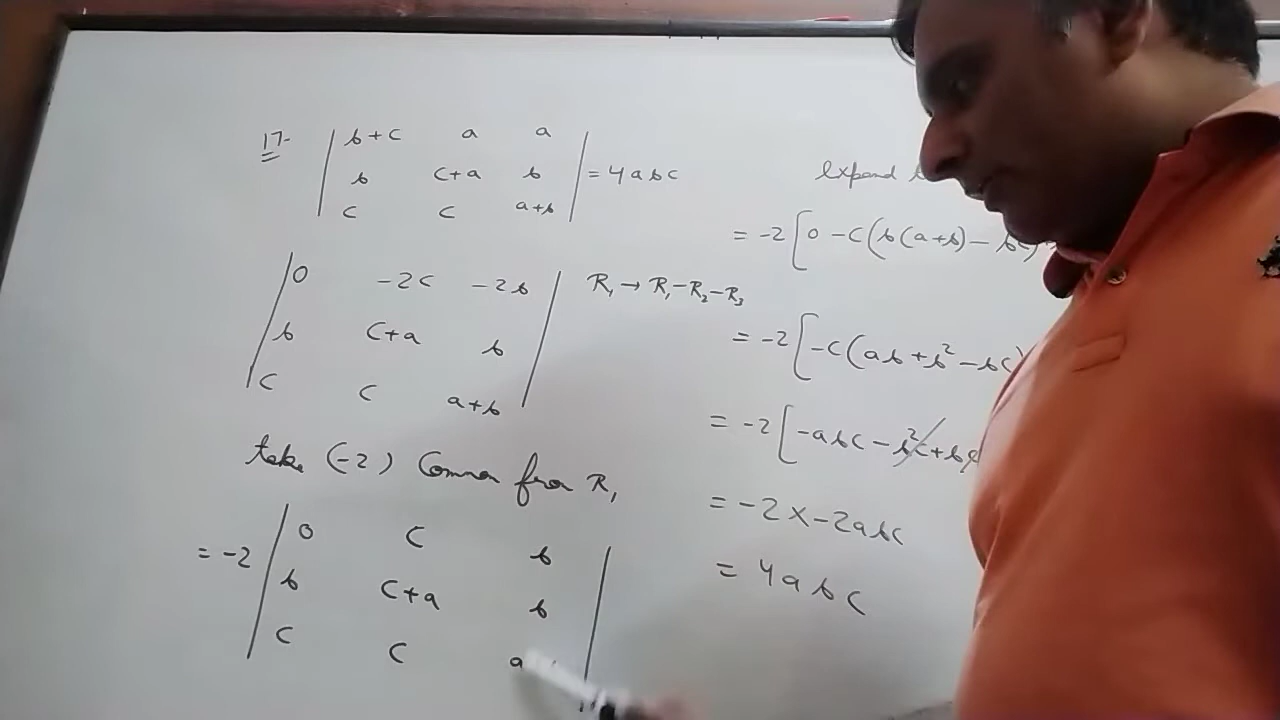 17- | b+c a a |
| b c+a b | = 4abc
| c c a+b |
| 0 -2c -2b | R₁ → R₁-R₂-R₃
| b c+a b |
| c c a+b |
take (-2) Common from R₁
= -2 | 0 c b |
| b c+a b |
| c c a
Expand
= -2[0 -c(b(a+b)-bc)
= -2[-c(ab+b²-bc)
= -2[-abc-b²c+b
= -2x-2abc
= 4abc